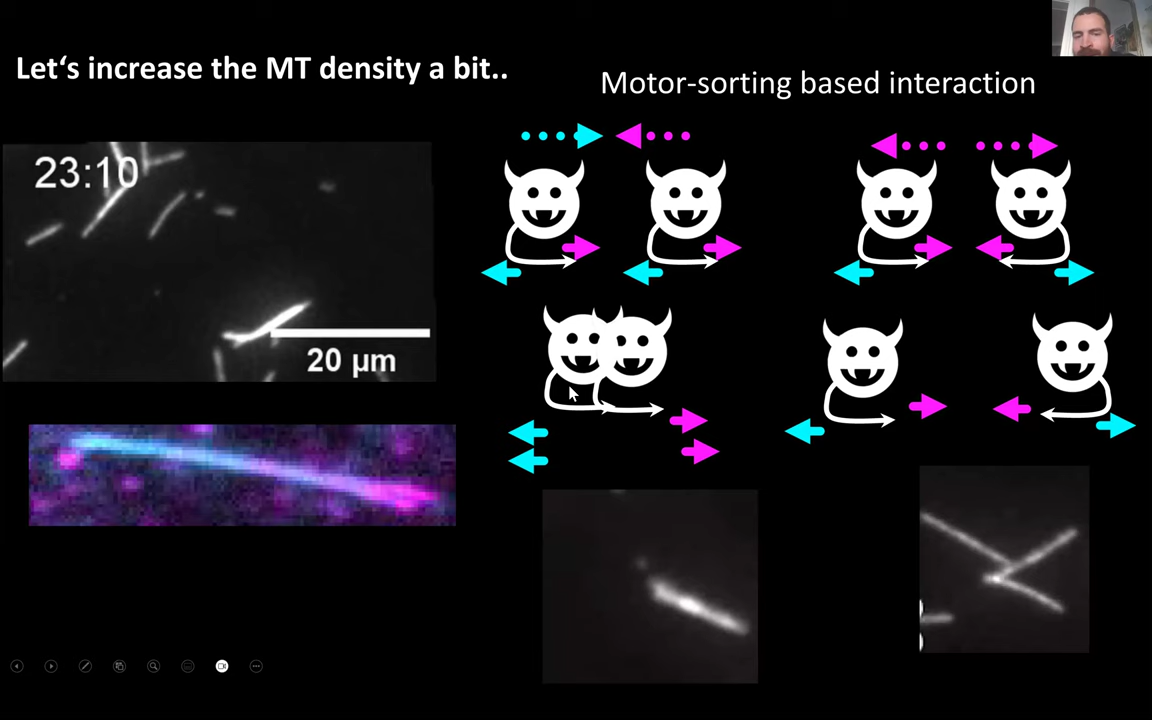 Let‘s increase the MT density a bit..
Motor-sorting based interaction
23:10
20 µm